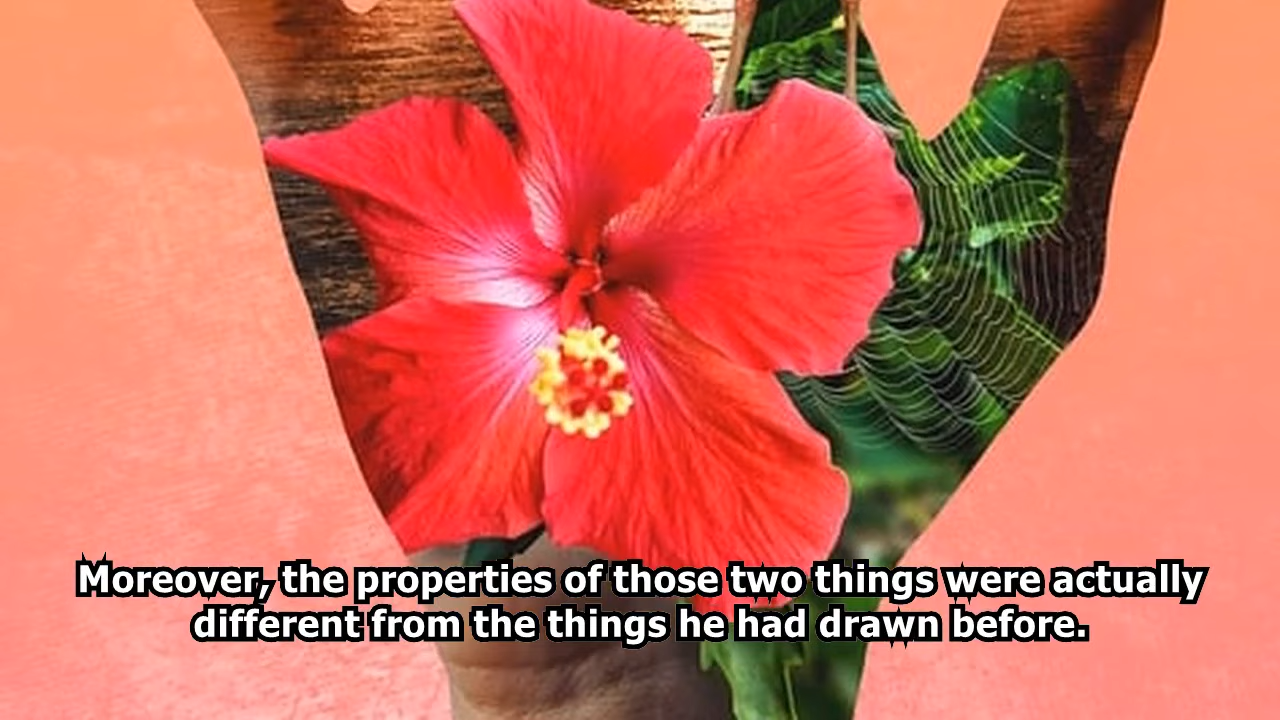 Moreover, the properties of those two things were actually
different from the things he had drawn before.